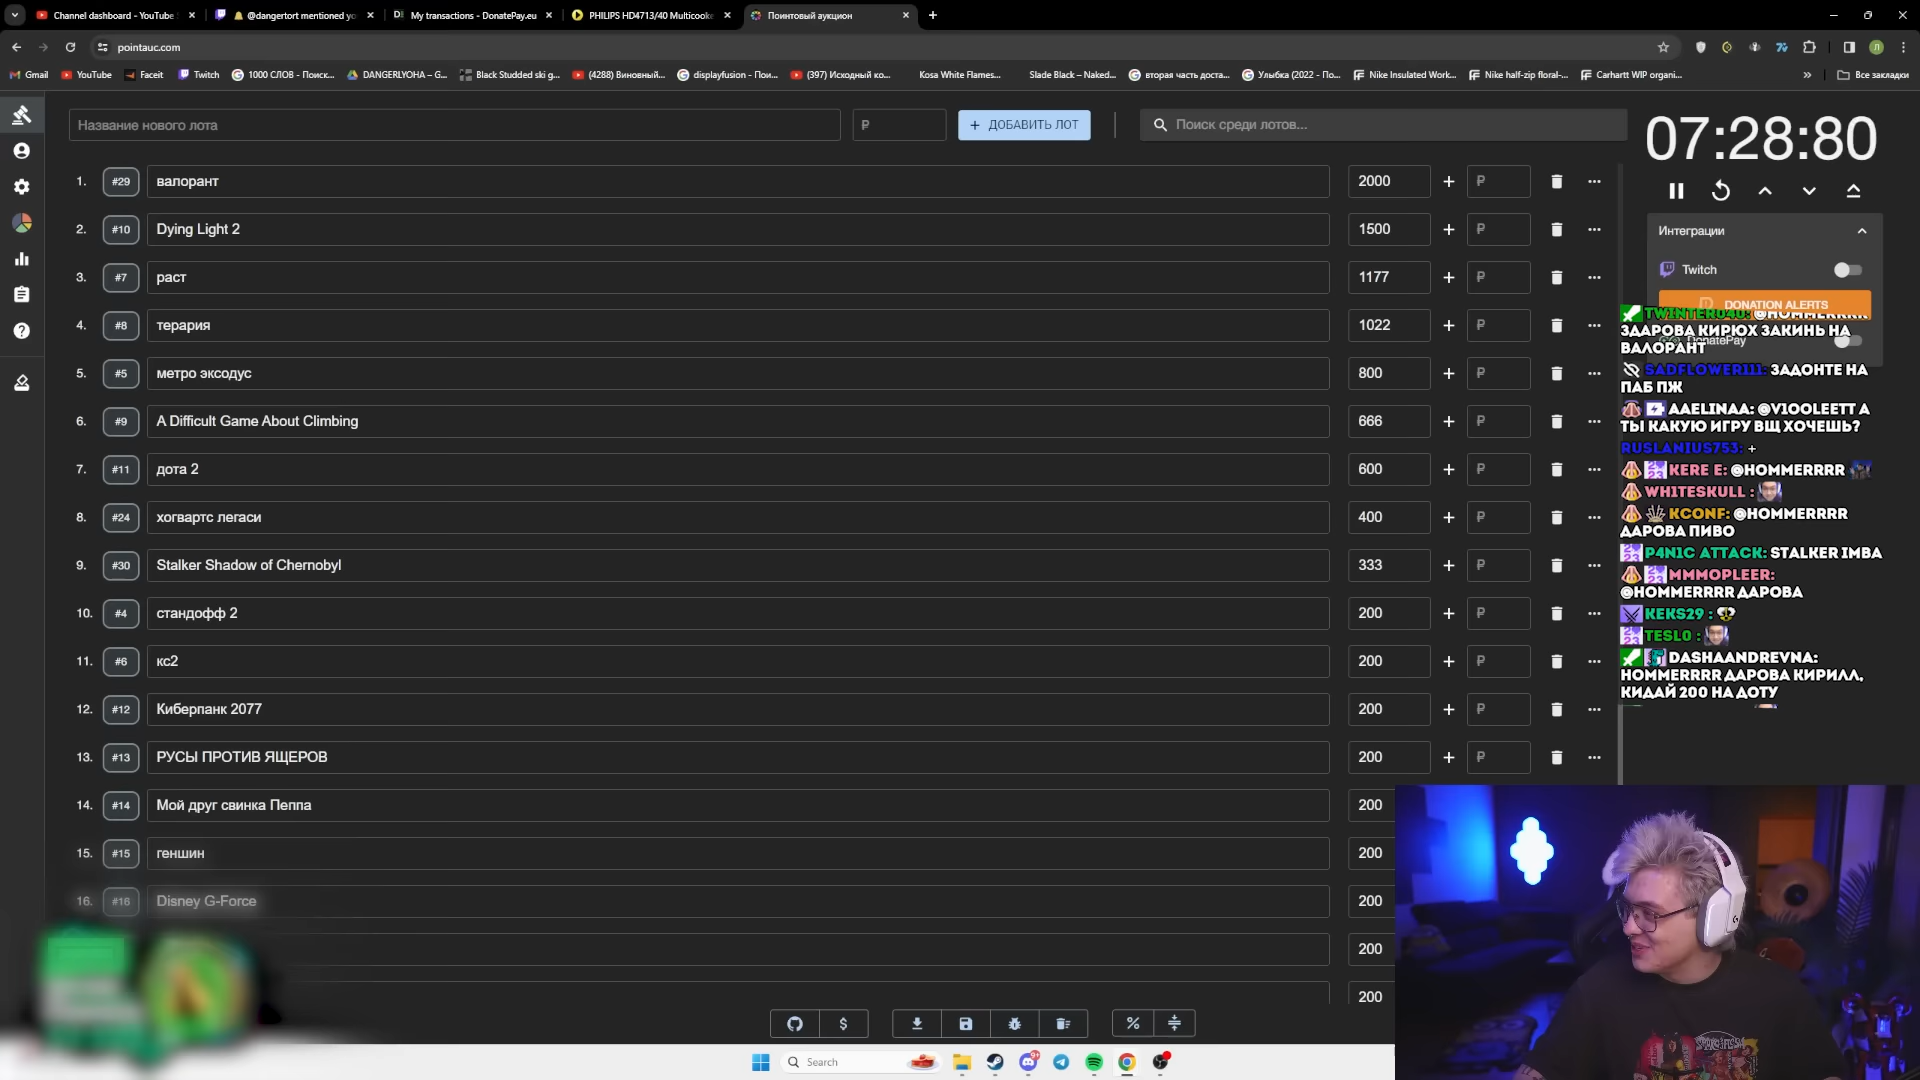 Channel dashboard - YouTube
@dangertort mentioned yo
My transactions - DonatePay.eu
PHILIPS HD4713/40 Multicooke
Поинтовый аукцион
pointauc.com
Gmail
YouTube
Faceit
Twitch
1000 СЛОВ - Поиск...
DANGERLYOHA – G...
Black Studded ski g...
(4288) Виновный...
displayfusion - Пои...
(397) Исходный ко...
Kosa White Flames...
Slade Black – Naked...
вторая часть доста...
Улыбка (2022 - По...
Nike Insulated Work...
Nike half-zip floral-...
Carhartt WIP organi...
»
Все закладки
Название нового лота
₽
+ ДОБАВИТЬ ЛОТ
Поиск среди лотов...
07:28:80
1. #29 валорант 2000 + ₽
2. #10 Dying Light 2 1500 + ₽
3. #7 раст 1177 + ₽
4. #8 терария 1022 + ₽
5. #5 метро эксодус 800 + ₽
6. #9 A Difficult Game About Climbing 666 + ₽
7. #11 дота 2 600 + ₽
8. #24 хогвартс легаси 400 + ₽
9. #30 Stalker Shadow of Chernobyl 333 + ₽
10. #4 стандофф 2 200 + ₽
11. #6 кс2 200 + ₽
12. #12 Киберпанк 2077 200 + ₽
13. #13 РУСЫ ПРОТИВ ЯЩЕРОВ 200 + ₽
14. #14 Мой друг свинка Пеппа 200
15. #15 геншин 200
16. #16 Disney G-Force 200
200
200
Интеграции
Twitch
DONATION ALERTS
DonatePay
TWINTER040: @HOMMERRRR
ЗДАРОВА КИРЮХ ЗАКИНЬ НА
ВАЛОРАНТ
SADFLOWER111: ЗАДОНТЕ НА
ПАБ ПЖ
AAELINAA: @V1OOLEETT А
ТЫ КАКУЮ ИГРУ ВЩ ХОЧЕШЬ?
RUSLANIUS753: +
KERE E: @HOMMERRRR
WH1TESKULL :
KCONF: @HOMMERRRR
ДАРОВА ПИВО
P4N1C ATTACK: STALKER IMBA
MMMOPLEER:
@HOMMERRRR ДАРОВА
KEKS29 :
TESL0 :
DASHAANDREVNA:
HOMMERRRR ДАРОВА КИРИЛЛ,
КИДАЙ 200 НА ДОТУ
$
%
Search
9+